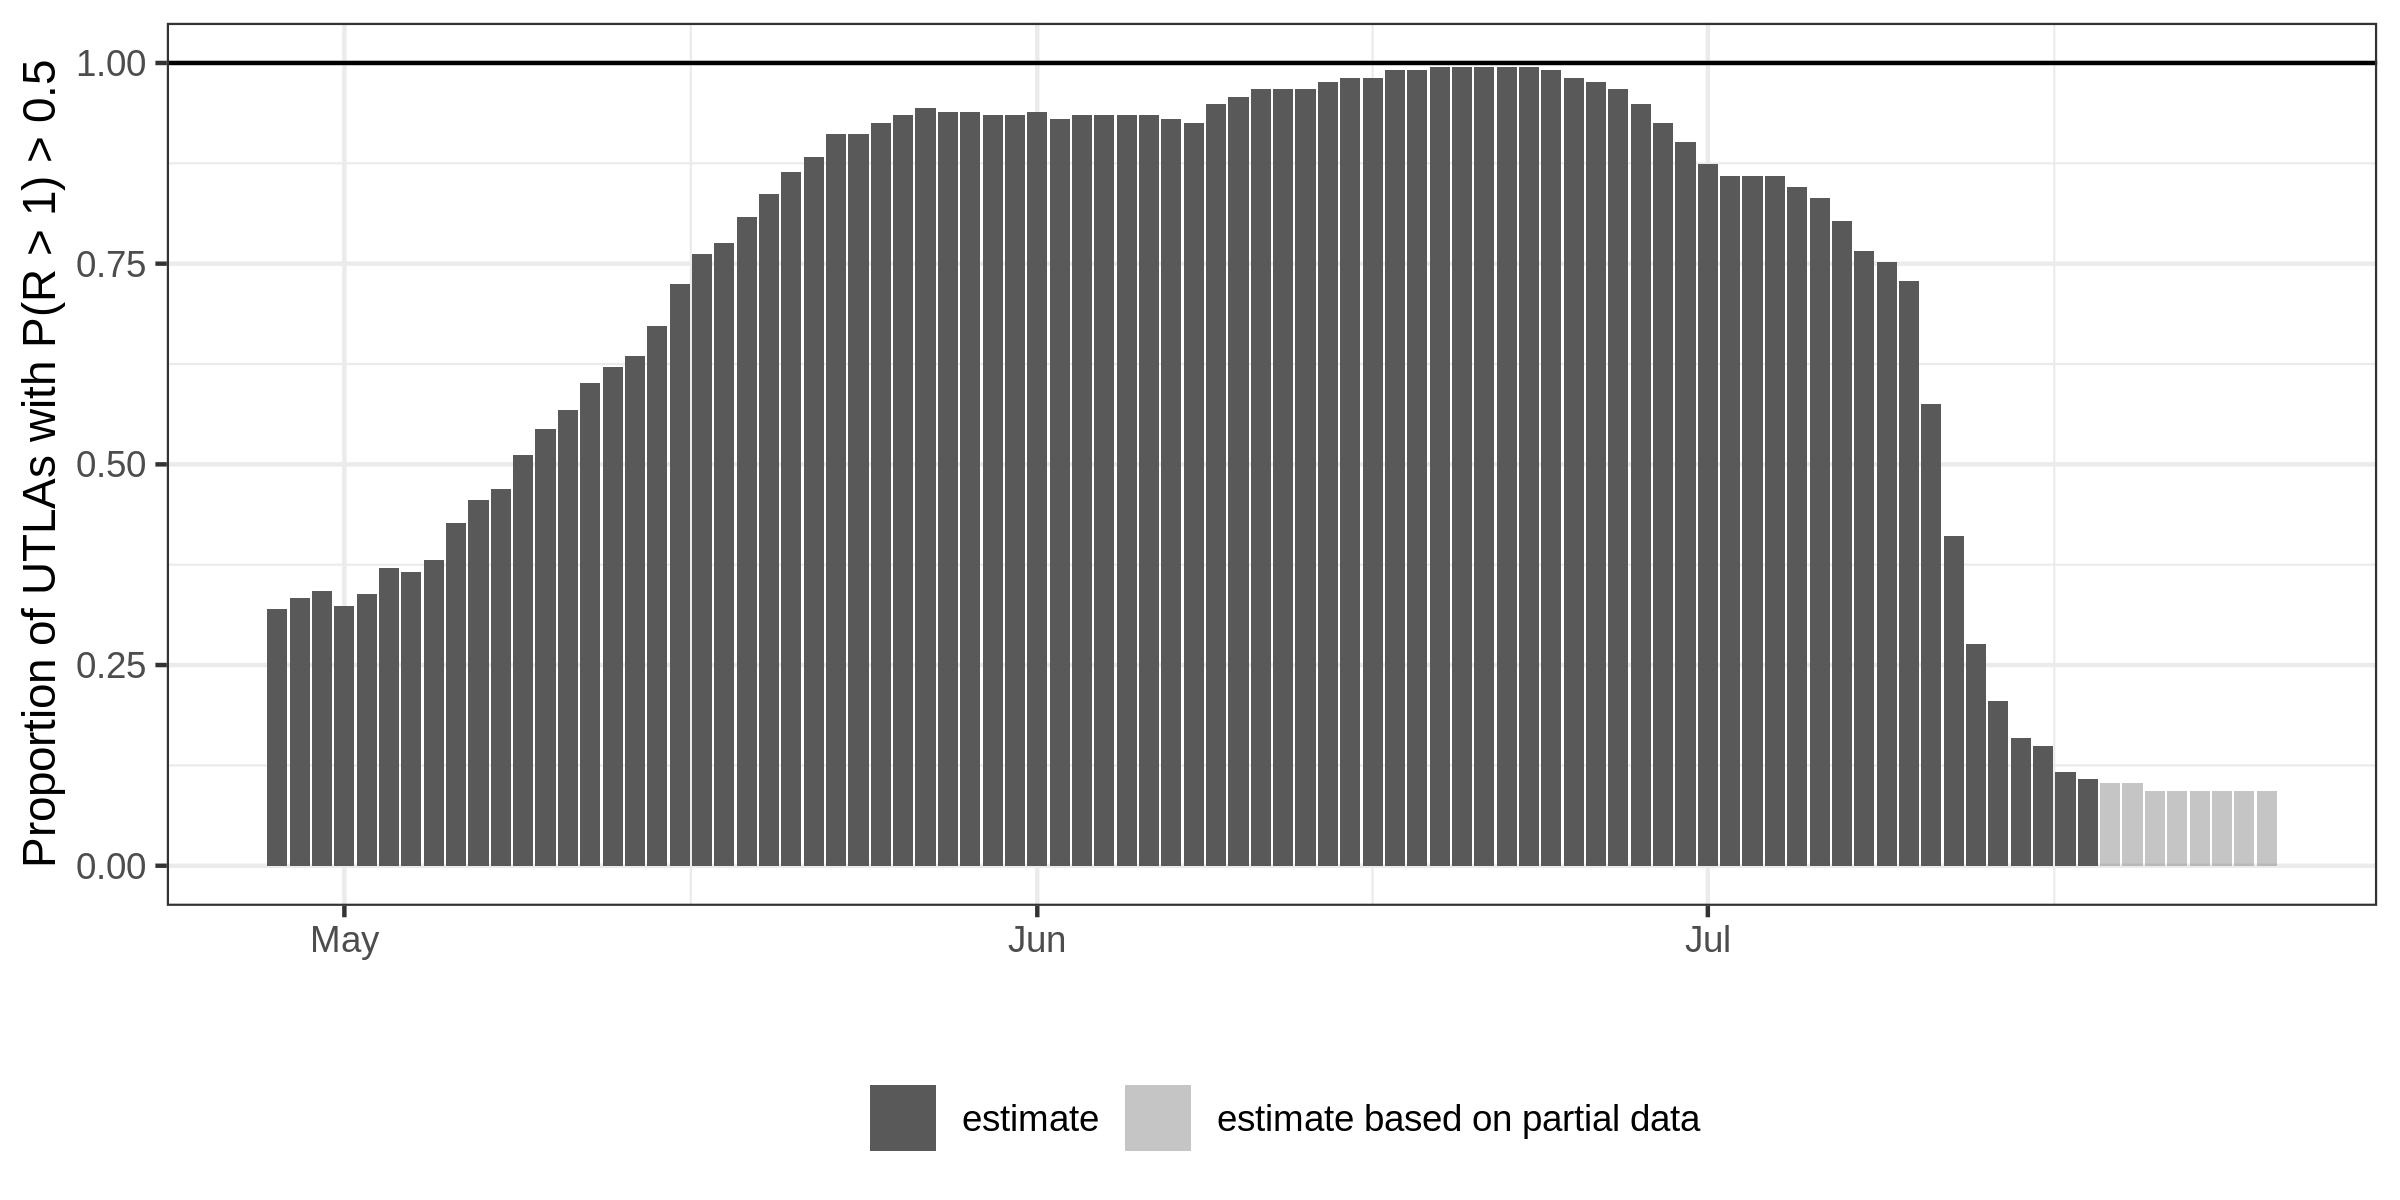 Proportion of UTLAs with P(R > 1) > 0.5
1.00
0.75
0.50
0.25
0.00
May Jun Jul
estimate estimate based on partial data